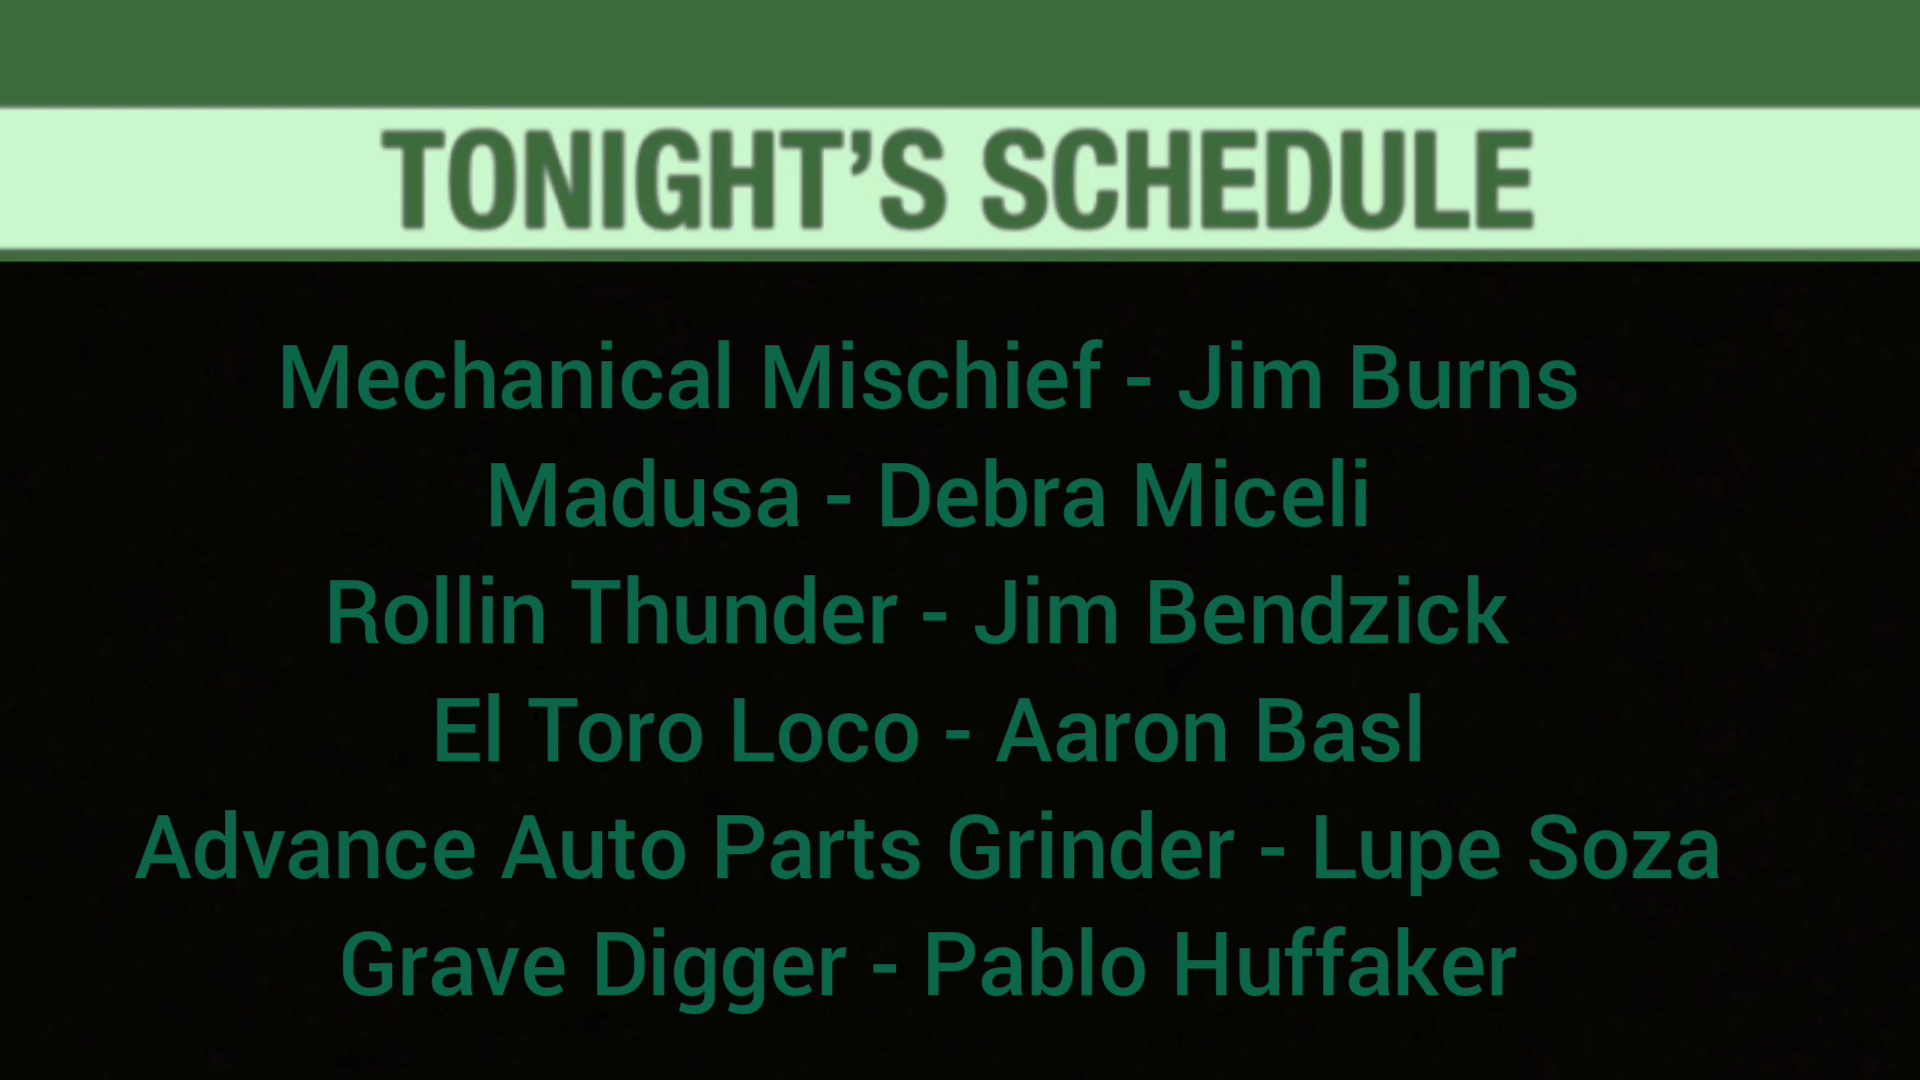 TONIGHT’S SCHEDULE
Mechanical Mischief - Jim Burns
Madusa - Debra Miceli
Rollin Thunder - Jim Bendzick
El Toro Loco - Aaron Basl
Advance Auto Parts Grinder - Lupe Soza
Grave Digger - Pablo Huffaker